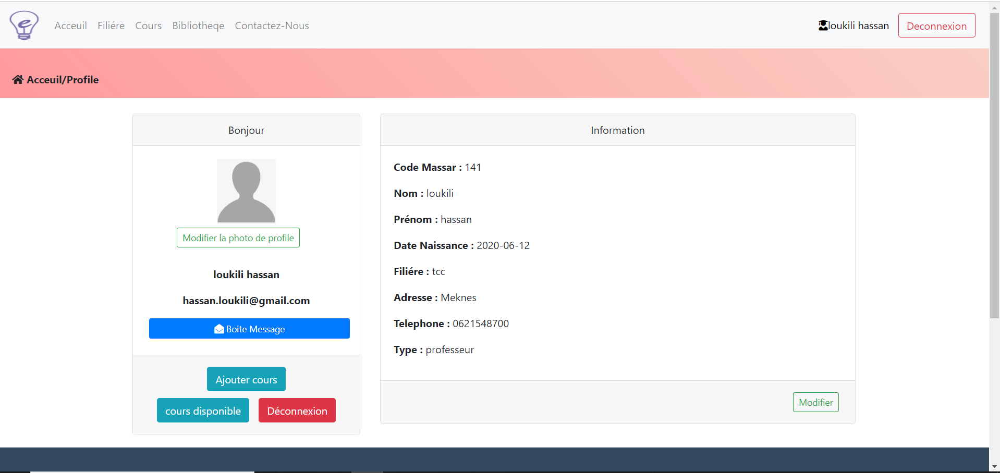 e
Acceuil Filiére Cours Bibliotheqe Contactez-Nous
loukili hassan Deconnexion
Acceuil/Profile
Bonjour
Modifier la photo de profile
loukili hassan
hassan.loukili@gmail.com
Boite Message
Ajouter cours
cours disponible Déconnexion
Information
Code Massar : 141
Nom : loukili
Prénom : hassan
Date Naissance : 2020-06-12
Filiére : tcc
Adresse : Meknes
Telephone : 0621548700
Type : professeur
Modifier